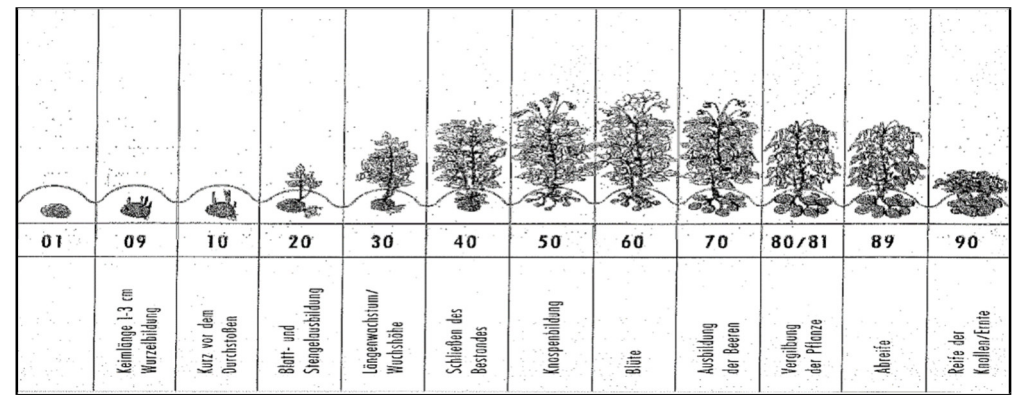 01
09
10
20
30
40
50
60
70
80/81
89
90
Keimlänge 1-3 cm
Wurzelbildung
Kurz vor dem
Durchstoßen
Blatt- und
Stengelausbildung
Längenwachstum/
Wuchshöhe
Schließen des
Bestandes
Knospenbildung
Blüte
Ausbildung
der Beeren
Vergilbung
der Pflanze
Abreife
Reife der
Knollen/Ernte